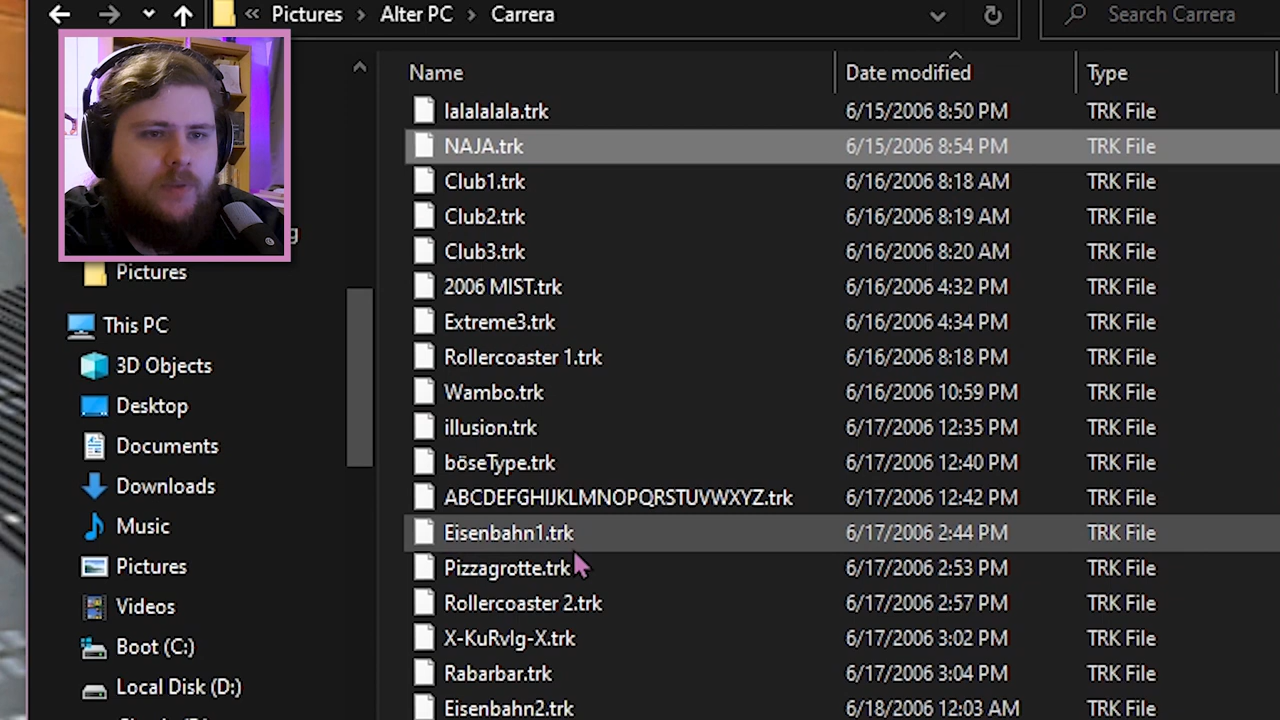 « Pictures > Alter PC > Carrera
Search Carrera
Name Date modified Type
lalalalala.trk 6/15/2006 8:50 PM TRK File
NAJA.trk 6/15/2006 8:54 PM TRK File
Club1.trk 6/16/2006 8:18 AM TRK File
Club2.trk 6/16/2006 8:19 AM TRK File
Club3.trk 6/16/2006 8:20 AM TRK File
2006 MIST.trk 6/16/2006 4:32 PM TRK File
Extreme3.trk 6/16/2006 4:34 PM TRK File
Rollercoaster 1.trk 6/16/2006 8:18 PM TRK File
Wambo.trk 6/16/2006 10:59 PM TRK File
illusion.trk 6/17/2006 12:35 PM TRK File
böseType.trk 6/17/2006 12:40 PM TRK File
ABCDEFGHIJKLMNOPQRSTUVWXYZ.trk 6/17/2006 12:42 PM TRK File
Eisenbahn1.trk 6/17/2006 2:44 PM TRK File
Pizzagrotte.trk 6/17/2006 2:53 PM TRK File
Rollercoaster 2.trk 6/17/2006 2:57 PM TRK File
X-KuRvIg-X.trk 6/17/2006 3:02 PM TRK File
Rabarbar.trk 6/17/2006 3:04 PM TRK File
Eisenbahn2.trk 6/18/2006 12:03 AM TRK File
g
Pictures
This PC
3D Objects
Desktop
Documents
Downloads
Music
Pictures
Videos
Boot (C:)
Local Disk (D:)